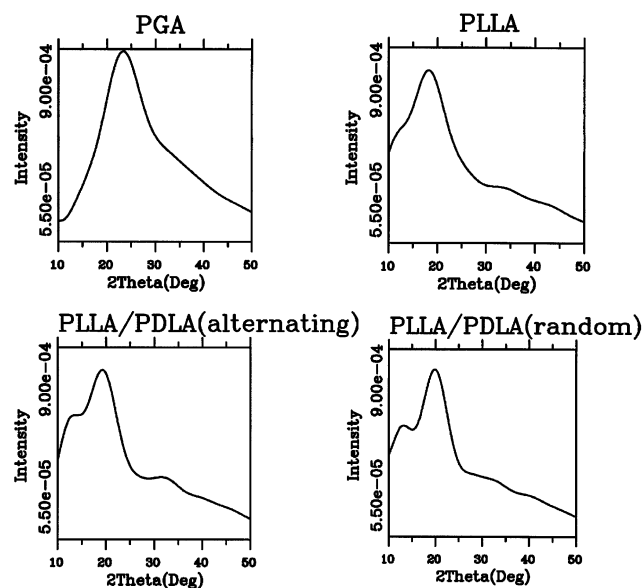 PGA
PLLA
Intensity
5.50e−05 9.00e−04
10 20 30 40 50
2Theta(Deg)
Intensity
5.50e−05 9.00e−04
10 20 30 40 50
2Theta(Deg)
PLLA/PDLA(alternating)
PLLA/PDLA(random)
Intensity
5.50e−05 9.00e−04
10 20 30 40 50
2Theta(Deg)
Intensity
5.50e−05 9.00e−04
10 20 30 40 50
2Theta(Deg)